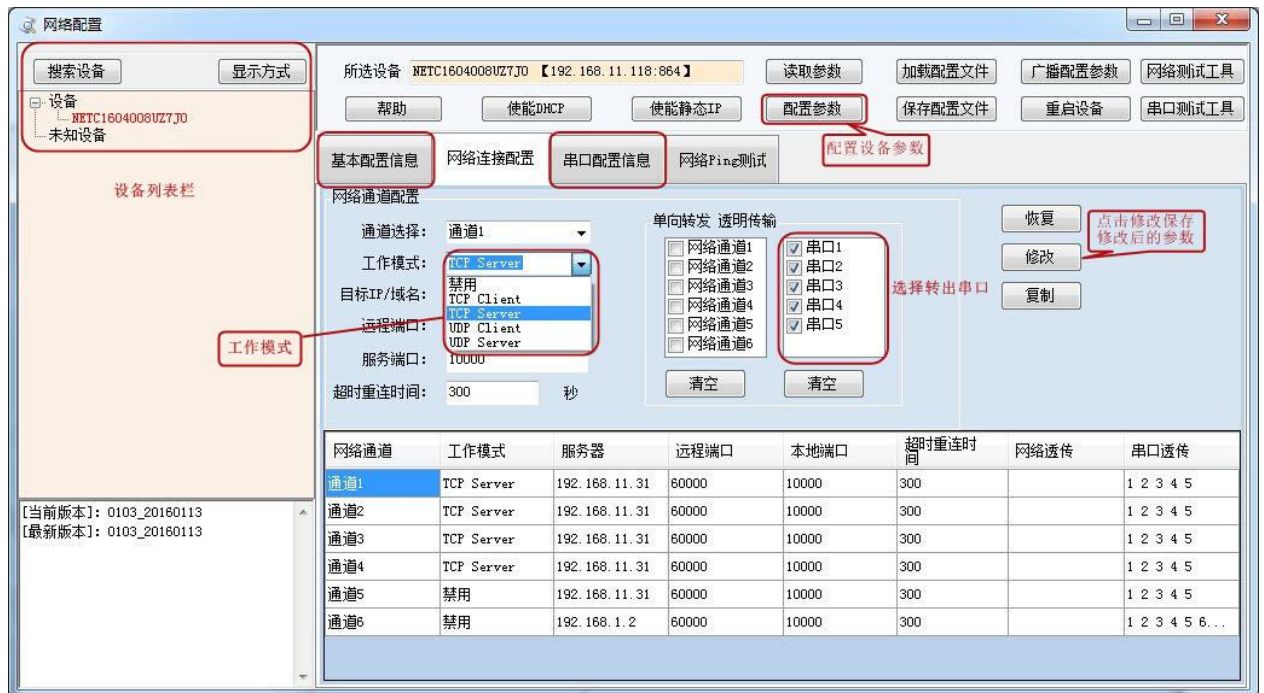 网络配置
搜索设备 显示方式
设备
NETC1604008UZ7J0
未知设备
设备列表栏
所选设备 NETC1604008UZ7J0 【192.168.11.118:864】 读取参数 加载配置文件 广播配置参数 网络测试工具
帮助 使能DHCP 使能静态IP 配置参数 保存配置文件 重启设备 串口测试工具
配置设备参数
基本配置信息 网络连接配置 串口配置信息 网络Ping测试
网络通道配置
通道选择: 通道1
工作模式: TCP Server
禁用
TCP Client
TCP Server
UDP Client
UDP Server
目标IP/域名:
远程端口:
服务端口: 10000
超时重连时间: 300 秒
工作模式
单向转发 透明传输
网络通道1 串口1
网络通道2 串口2
网络通道3 串口3
网络通道4 串口4
网络通道5 串口5
网络通道6
清空 清空
选择转出串口
恢复
修改
复制
点击修改保存
修改后的参数
网络通道 工作模式 服务器 远程端口 本地端口 超时重连时间 网络透传 串口透传
通道1 TCP Server 192.168.11.31 60000 10000 300 1 2 3 4 5
通道2 TCP Server 192.168.11.31 60000 10000 300 1 2 3 4 5
通道3 TCP Server 192.168.11.31 60000 10000 300 1 2 3 4 5
通道4 TCP Server 192.168.11.31 60000 10000 300 1 2 3 4 5
通道5 禁用 192.168.11.31 60000 10000 300 1 2 3 4 5
通道6 禁用 192.168.1.2 60000 10000 300 1 2 3 4 5 6...
[当前版本]: 0103_20160113
[最新版本]: 0103_20160113